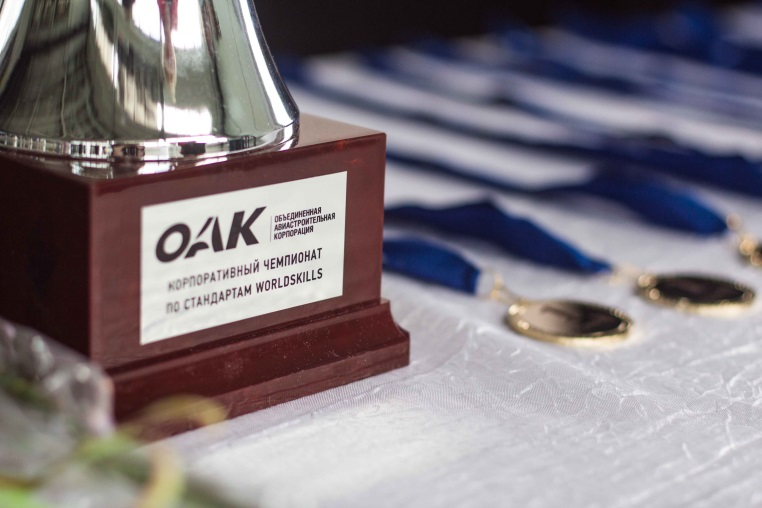 ОАК
ОБЪЕДИНЕННАЯ
АВИАСТРОИТЕЛЬНАЯ
КОРПОРАЦИЯ
КОРПОРАТИВНЫЙ ЧЕМПИОНАТ
ПО СТАНДАРТАМ WORLDSKILLS